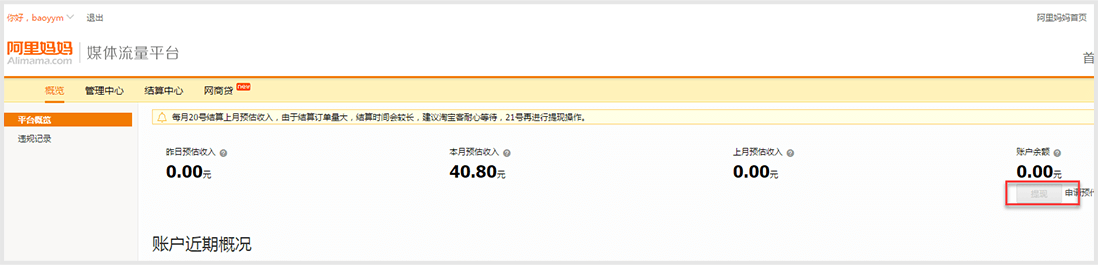 你好，baoyym 退出 阿里妈妈首页
阿里妈妈 媒体流量平台 首
Alimama.com
概览 管理中心 结算中心 网商贷 new
平台概览
违规记录
每月20号结算上月预估收入，由于结算订单量大，结算时间会较长，建议淘宝客耐心等待，21号再进行提现操作。
昨日预估收入 本月预估收入 上月预估收入 账户余额
0.00元 40.80元 0.00元 0.00元
提现 申请预付
账户近期概况